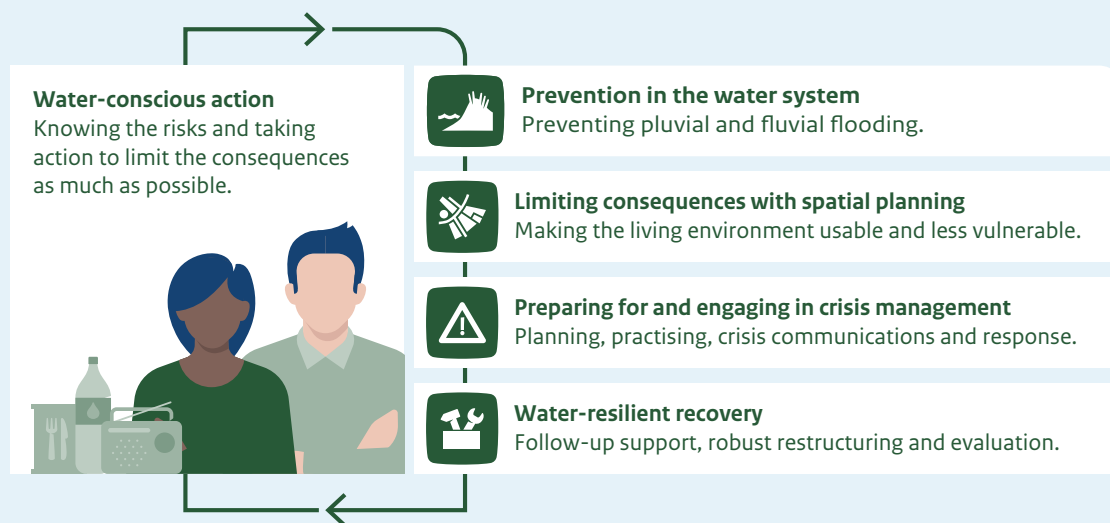 Water-conscious action
Knowing the risks and taking
action to limit the consequences
as much as possible.
Prevention in the water system
Preventing pluvial and fluvial flooding.
Limiting consequences with spatial planning
Making the living environment usable and less vulnerable.
Preparing for and engaging in crisis management
Planning, practising, crisis communications and response.
Water-resilient recovery
Follow-up support, robust restructuring and evaluation.